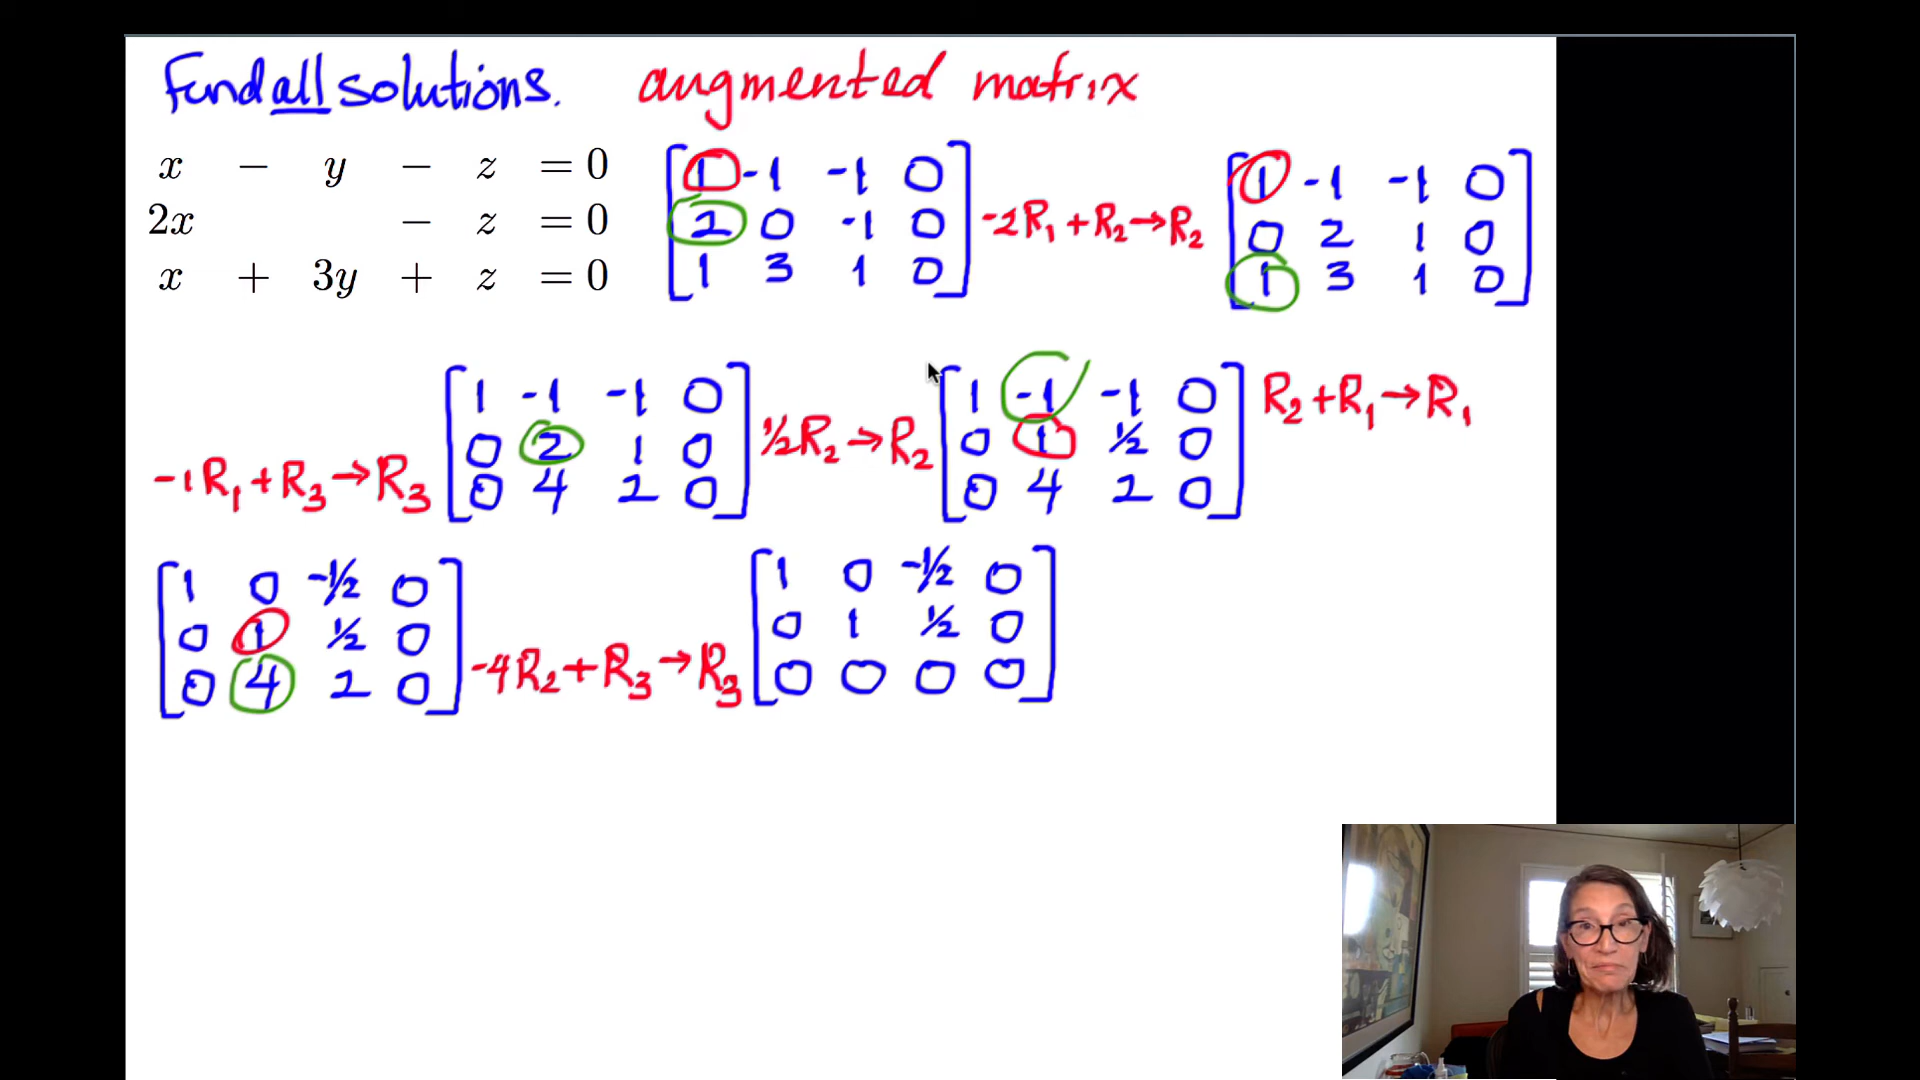 Find all solutions. augmented matrix
x − y − z = 0
2x − z = 0
x + 3y + z = 0
1 -1 -1 0
2 0 -1 0
1 3 1 0
-2R₁ + R₂ → R₂
1 -1 -1 0
0 2 1 0
1 3 1 0
-1R₁ + R₃ → R₃
1 -1 -1 0
0 2 1 0
0 4 2 0
½R₂ → R₂
1 -1 -1 0
0 1 ½ 0
0 4 2 0
R₂ + R₁ → R₁
1 0 -½ 0
0 1 ½ 0
0 4 2 0
-4R₂ + R₃ → R₃
1 0 -½ 0
0 1 ½ 0
0 0 0 0